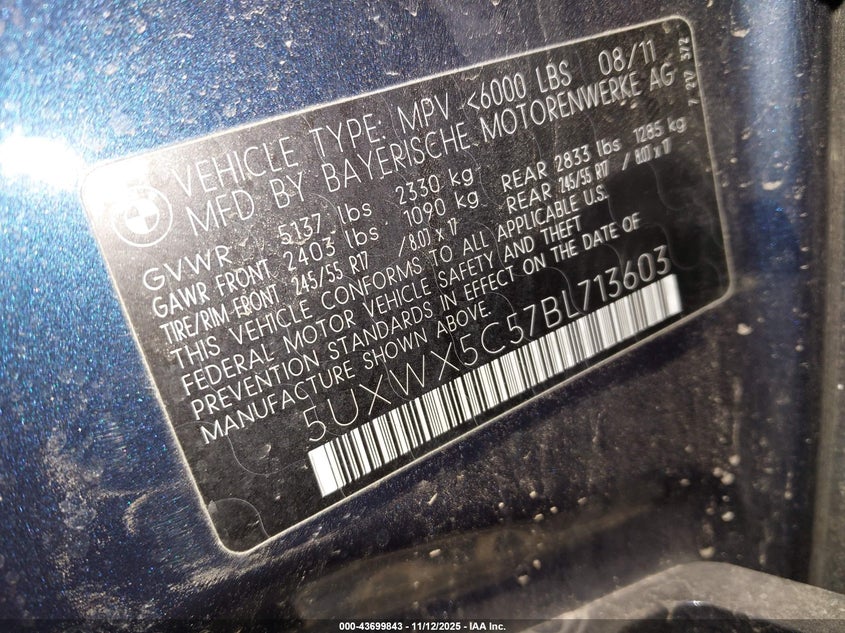 VEHICLE TYPE: MPV <6000 LBS 08/11
MFD BY BAYERISCHE MOTORENWERKE AG
7 217 372
GVWR 5137 lbs 2330 kg
GAWR FRONT 2403 lbs 1090 kg REAR 2833 lbs 1285 kg
TIRE/RIM-FRONT 245/55 R17 /8.0J x 17 REAR 245/55 R17 / 8.0J x 17
THIS VEHICLE CONFORMS TO ALL APPLICABLE U.S.
FEDERAL MOTOR VEHICLE SAFETY AND THEFT
PREVENTION STANDARDS IN EFFECT ON THE DATE OF
MANUFACTURE SHOWN ABOVE.
5UXWX5C57BL713603
000-43699843 - 11/12/2025 - IAA Inc.